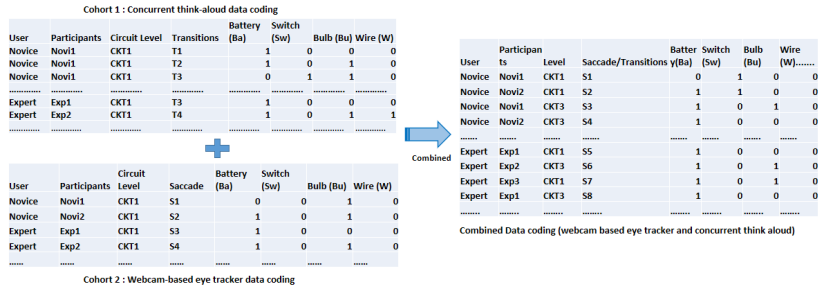 Cohort 1 : Concurrent think-aloud data coding
User Participants Circuit Level Transitions Battery (Ba) Switch (Sw) Bulb (Bu) Wire (W)
Novice Novi1 CKT1 T1 1 0 0 0
Novice Novi1 CKT1 T2 1 0 1 0
Novice Novi1 CKT1 T3 0 1 1 0
............. ............. ............. ............. ............. ............. ............. .............
Expert Exp1 CKT1 T3 1 0 0 0
Expert Exp2 CKT1 T4 1 0 1 1
............. ............. ............. ............. ............. ............. ............. .............
User Participants Circuit Level Saccade Battery (Ba) Switch (Sw) Bulb (Bu) Wire (W)
Novice Novi1 CKT1 S1 0 0 1 0
Novice Novi2 CKT1 S2 1 0 1 0
Expert Exp1 CKT1 S3 1 0 0 0
Expert Exp2 CKT1 S4 1 0 1 0
...... ...... ...... ...... ...... ...... ...... ......
Cohort 2 : Webcam-based eye tracker data coding
Combined
User Participan ts Level Saccade/Transitions Batter y(Ba) Switch (Sw) Bulb (Bu) Wire (W).......
Novice Novi1 CKT1 S1 0 1 0 0
Novice Novi2 CKT1 S2 1 1 0 0
Novice Novi1 CKT3 S3 1 0 1 0
Novice Novi2 CKT3 S4 1 0 0 0
....... ....... ....... ....... ....... ....... ....... .......
Expert Exp1 CKT1 S5 1 0 0 0
Expert Exp2 CKT3 S6 1 0 1 0
Expert Exp3 CKT1 S7 1 0 1 0
Expert Exp1 CKT3 S8 1 0 0 0
........ ........ ........ ........ ........ ........ ........ ........
Combined Data coding (webcam based eye tracker and concurrent think aloud)